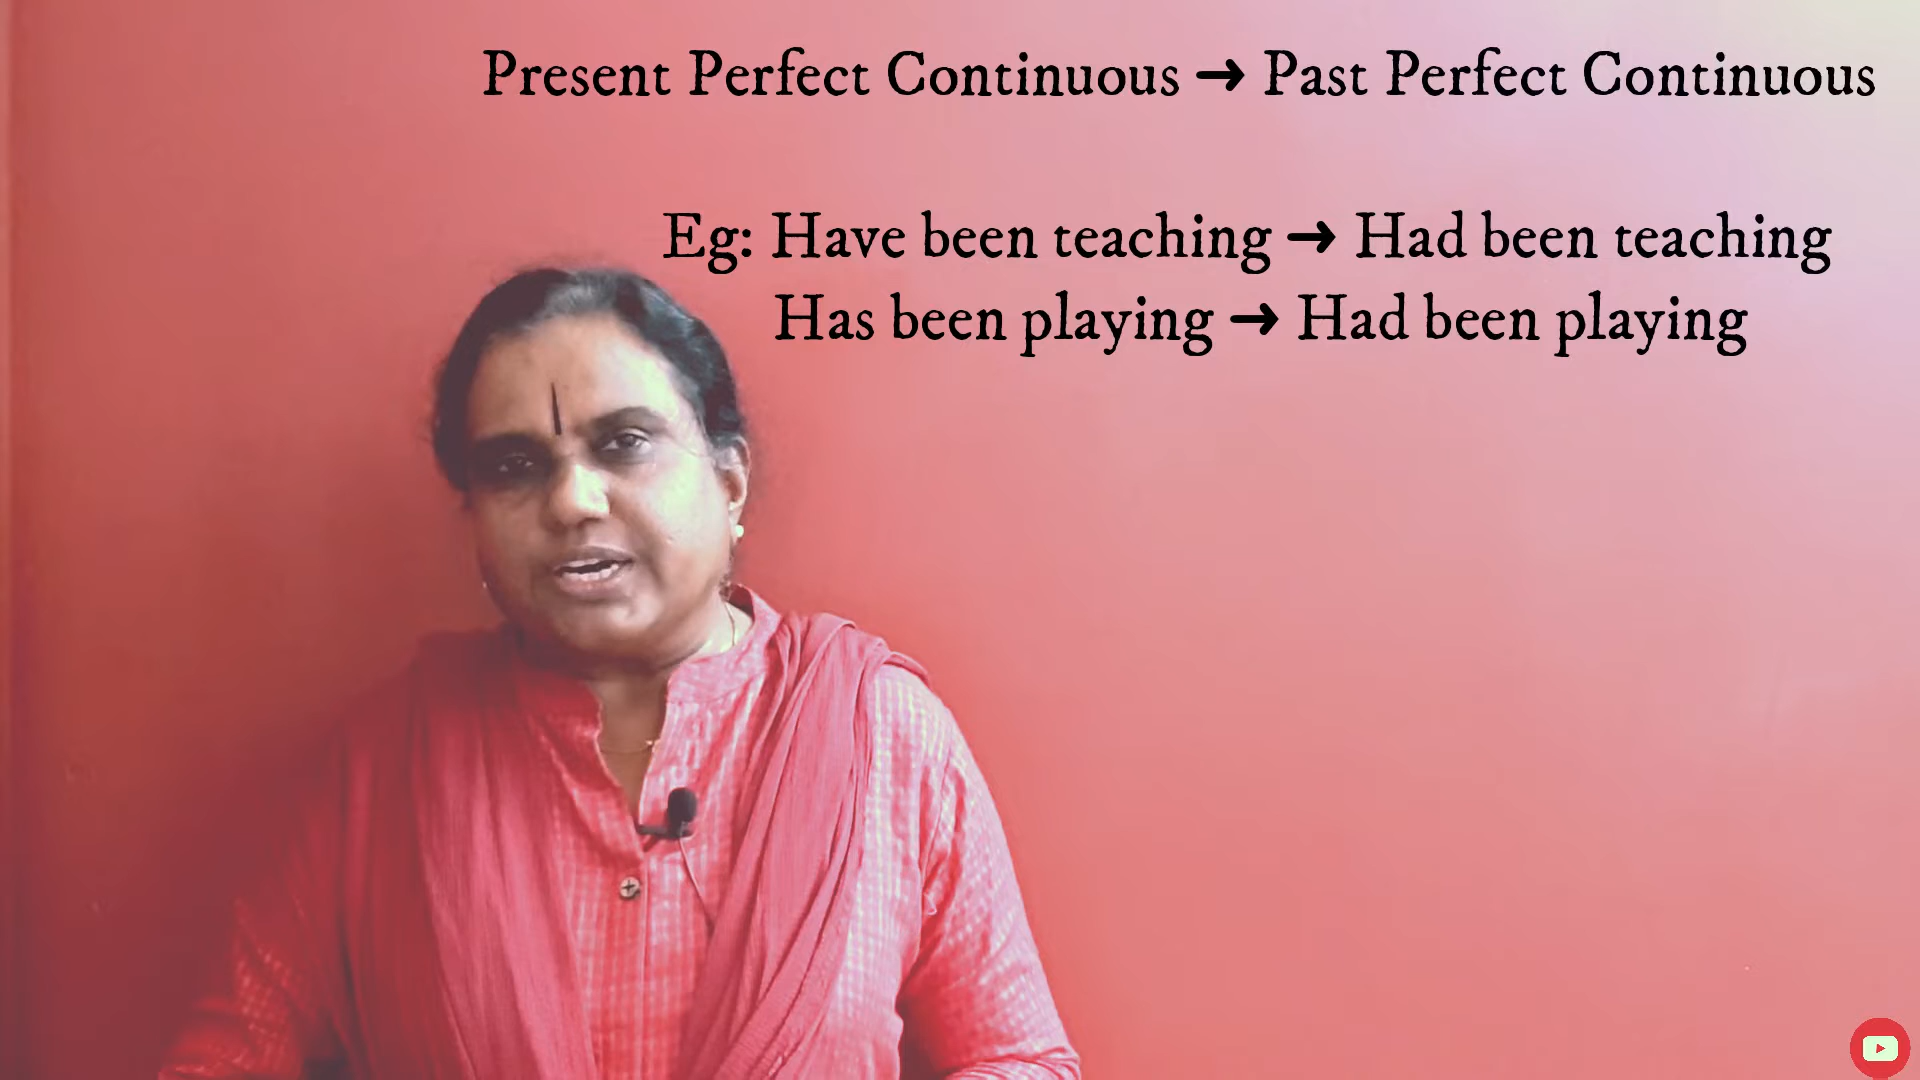 Present Perfect Continuous → Past Perfect Continuous
Eg: Have been teaching → Had been teaching
Has been playing → Had been playing